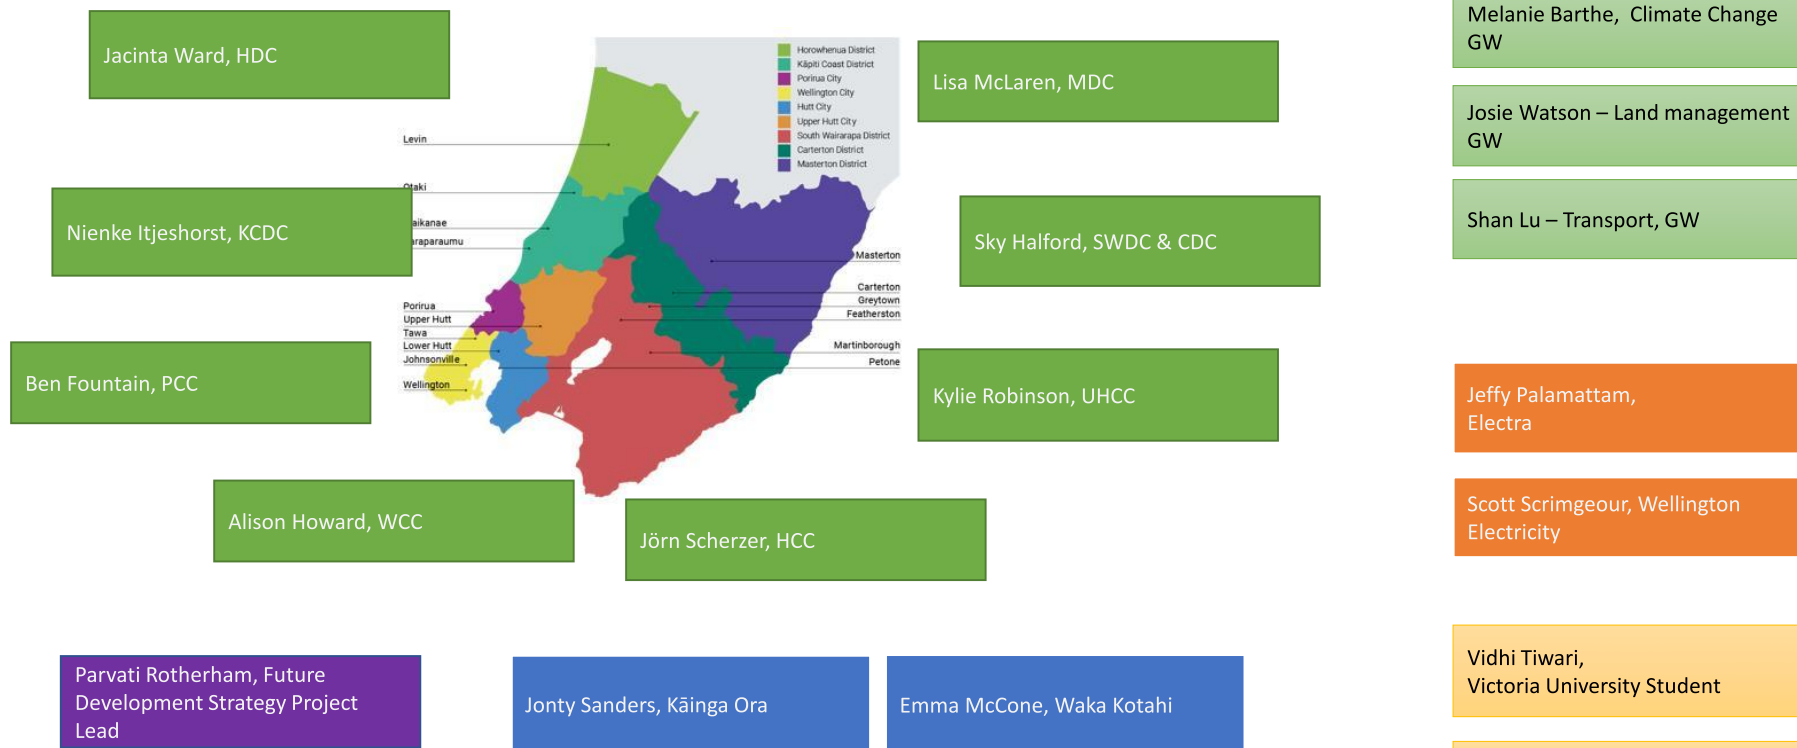 Jacinta Ward, HDC
Nienke Itjeshorst, KCDC
Ben Fountain, PCC
Alison Howard, WCC
Jörn Scherzer, HCC
Levin
Otaki
aikanae
araparaumu
Porirua
Upper Hutt
Tawa
Lower Hutt
Johnsonville
Wellington
Horowhenua District
Kāpiti Coast District
Porirua City
Wellington City
Hutt City
Upper Hutt City
South Wairarapa District
Carterton District
Masterton District
Masterton
Carterton
Greytown
Featherston
Martinborough
Petone
Lisa McLaren, MDC
Sky Halford, SWDC & CDC
Kylie Robinson, UHCC
Melanie Barthe, Climate Change
GW
Josie Watson – Land management
GW
Shan Lu – Transport, GW
Jeffy Palamattam,
Electra
Scott Scrimgeour, Wellington
Electricity
Vidhi Tiwari,
Victoria University Student
Parvati Rotherham, Future
Development Strategy Project
Lead
Jonty Sanders, Kāinga Ora
Emma McCone, Waka Kotahi